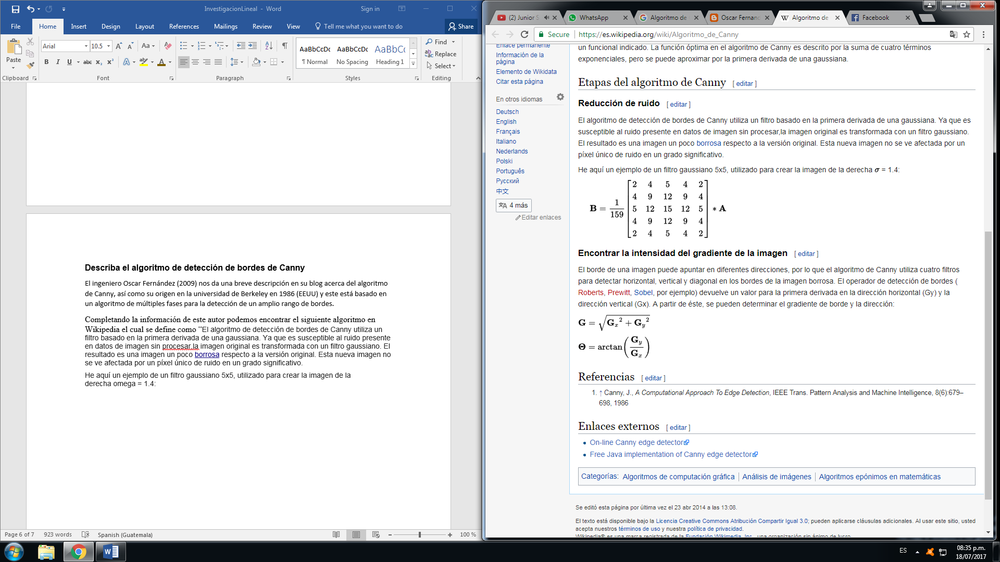 InvestigacionLineal - Word
Sign in
File Home Insert Design Layout References Mailings Review View Tell me what you want to do Share
Paste
Clipboard
Arial 10.5
Font
Paragraph
AaBbCcDc AaBbCcDc AaBbC
¶ Normal No Spacing Heading 1
Styles
Find
Replace
Select
Editing
Describa el algoritmo de detección de bordes de Canny
El ingeniero Oscar Fernández (2009) nos da una breve descripción en su blog acerca del algoritmo
de Canny, así como su origen en la universidad de Berkeley en 1986 (EEUU) y este está basado en
un algoritmo de múltiples fases para la detección de un amplio rango de bordes.
Completando la información de este autor podemos encontrar el siguiente algoritmo en
Wikipedia el cual se define como “El algoritmo de detección de bordes de Canny utiliza un
filtro basado en la primera derivada de una gaussiana. Ya que es susceptible al ruido presente
en datos de imagen sin procesar,la imagen original es transformada con un filtro gaussiano. El
resultado es una imagen un poco borrosa respecto a la versión original. Esta nueva imagen no
se ve afectada por un píxel único de ruido en un grado significativo.
He aquí un ejemplo de un filtro gaussiano 5x5, utilizado para crear la imagen de la
derecha omega = 1.4:
Page 6 of 7 923 words Spanish (Guatemala) 100 %
(2) Junior S WhatsApp Algoritmo de Oscar Fernand Algoritmo de Facebook
Secure https://es.wikipedia.org/wiki/Algoritmo_de_Canny
Enlace permanente
Información de la
página
Elemento de Wikidata
Citar esta página
En otros idiomas
Deutsch
English
Français
Italiano
Nederlands
Polski
Português
Русский
中文
4 más
Editar enlaces
un funcional indicado. La función óptima en el algoritmo de Canny es descrito por la suma de cuatro términos
exponenciales, pero se puede aproximar por la primera derivada de una gaussiana.
Etapas del algoritmo de Canny [ editar ]
Reducción de ruido [ editar ]
El algoritmo de detección de bordes de Canny utiliza un filtro basado en la primera derivada de una gaussiana. Ya que es
susceptible al ruido presente en datos de imagen sin procesar,la imagen original es transformada con un filtro gaussiano.
El resultado es una imagen un poco borrosa respecto a la versión original. Esta nueva imagen no se ve afectada por un
píxel único de ruido en un grado significativo.
He aquí un ejemplo de un filtro gaussiano 5x5, utilizado para crear la imagen de la derecha σ = 1.4:
2 4 5 4 2
4 9 12 9 4
B = 1/159 5 12 15 12 5 ∗ A
4 9 12 9 4
2 4 5 4 2
Encontrar la intensidad del gradiente de la imagen [ editar ]
El borde de una imagen puede apuntar en diferentes direcciones, por lo que el algoritmo de Canny utiliza cuatro filtros
para detectar horizontal, vertical y diagonal en los bordes de la imagen borrosa. El operador de detección de bordes (
Roberts, Prewitt, Sobel, por ejemplo) devuelve un valor para la primera derivada en la dirección horizontal (Gy) y la
dirección vertical (Gx). A partir de éste, se pueden determinar el gradiente de borde y la dirección:
G = √(Gx² + Gy²)
Θ = arctan(Gy/Gx)
Referencias [ editar ]
1. ↑ Canny, J., A Computational Approach To Edge Detection, IEEE Trans. Pattern Analysis and Machine Intelligence, 8(6):679–
698, 1986
Enlaces externos [ editar ]
On-line Canny edge detector
Free Java implementation of Canny edge detector
Categorías: Algoritmos de computación gráfica | Análisis de imágenes | Algoritmos epónimos en matemáticas
Se editó esta página por última vez el 23 abr 2014 a las 13:08.
El texto está disponible bajo la Licencia Creative Commons Atribución Compartir Igual 3.0; pueden aplicarse cláusulas adicionales. Al usar este sitio, usted
acepta nuestros términos de uso y nuestra política de privacidad.
Wikipedia® es una marca registrada de la Fundación Wikimedia, Inc., una organización sin ánimo de lucro.
ES
08:35 p.m.
18/07/2017